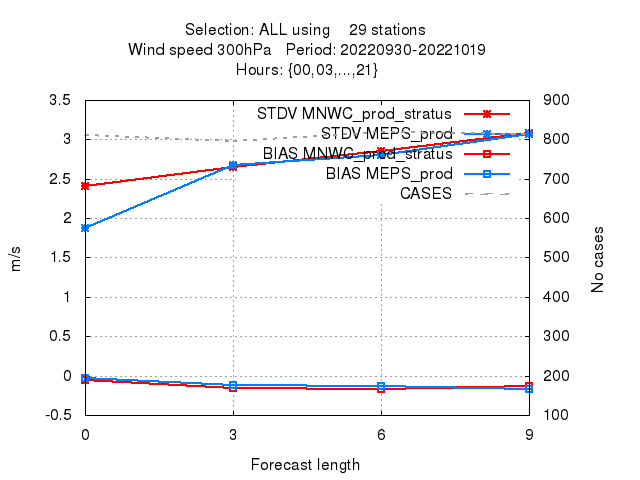 Selection: ALL using 29 stations
Wind speed 300hPa Period: 20220930-20221019
Hours: {00,03,...,21}
3.5
3
2.5
2
1.5
1
0.5
0
-0.5
m/s
STDV MNWC_prod_stratus
STDV MEPS_prod
BIAS MNWC_prod_stratus
BIAS MEPS_prod
CASES
900
800
700
600
500
400
300
200
100
No cases
0 3 6 9
Forecast length